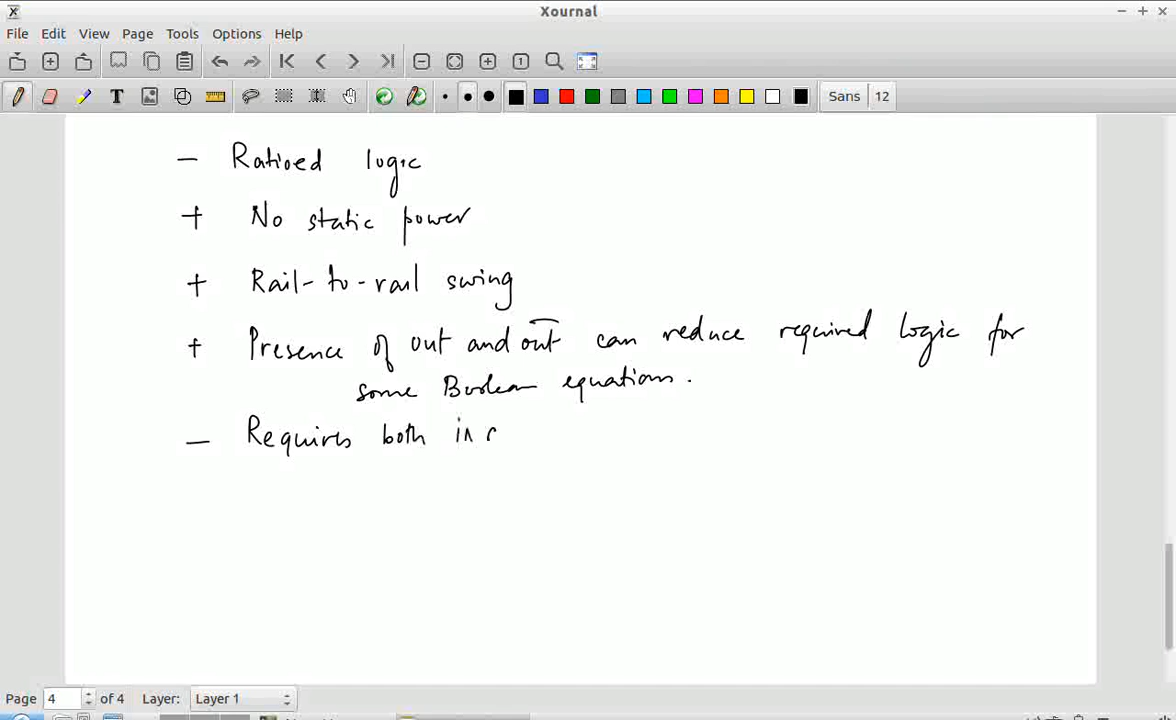 Xournal
File Edit View Page Tools Options Help
Sans 12
— Ratioed logic
+ No static power
+ Rail-to-rail swing
+ Presence of out and o̅u̅t̅ can reduce required logic for
some Boolean equations.
— Requires both in
Page 4 of 4 Layer: Layer 1